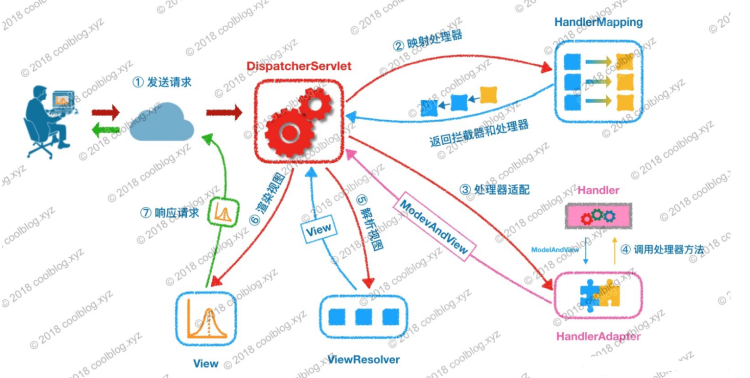 © 2018 coolblog.xyz
HandlerMapping
② 映射处理器
DispatcherServlet
① 发送请求
返回拦截器和处理器
③ 处理器适配
Handler
ModevAndView
ModelAndView
④ 调用处理器方法
⑦ 响应请求
⑥ 渲染视图
View
⑤ 解析视图
HandlerAdapter
View
ViewResolver